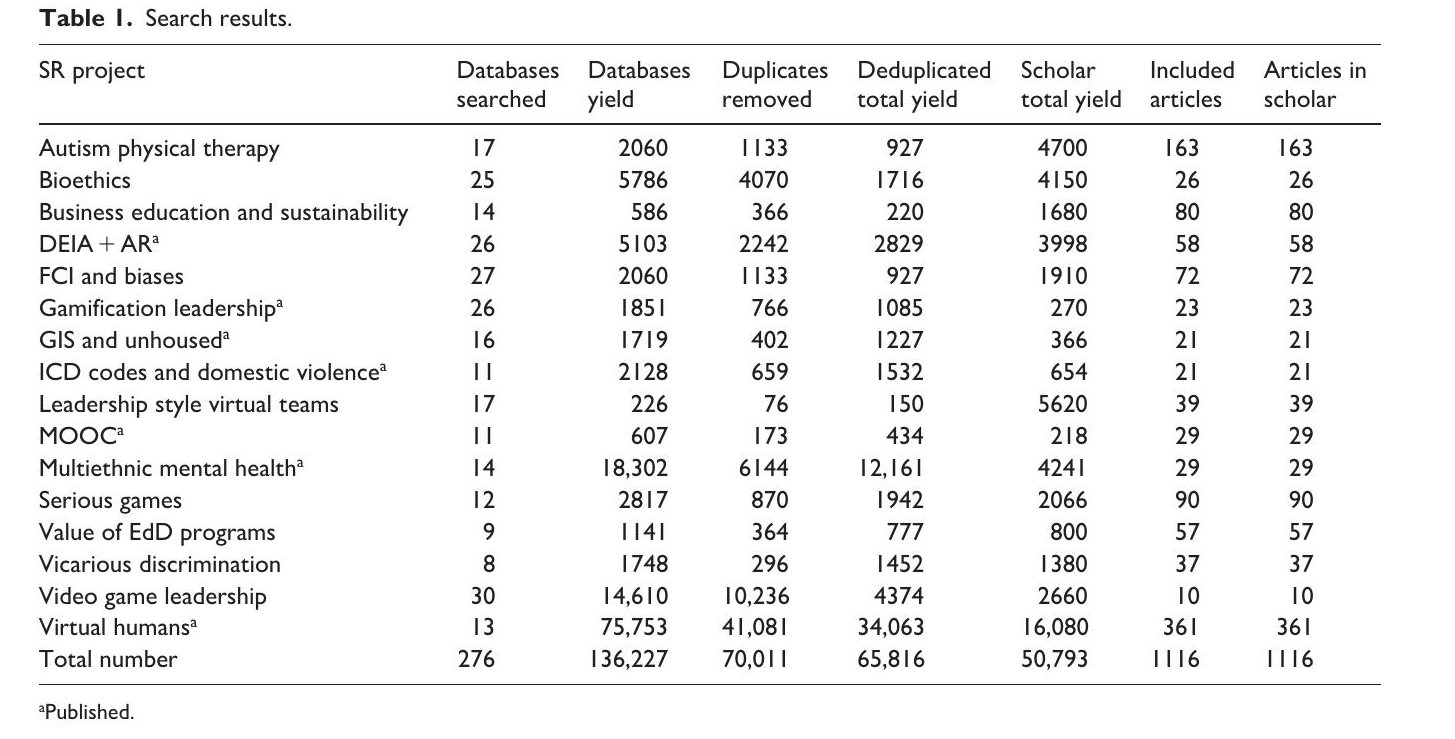 Table 1. Search results.
SR project Databases searched Databases yield Duplicates removed Deduplicated total yield Scholar total yield Included articles Articles in scholar
Autism physical therapy 17 2060 1133 927 4700 163 163
Bioethics 25 5786 4070 1716 4150 26 26
Business education and sustainability 14 586 366 220 1680 80 80
DEIA + ARᵃ 26 5103 2242 2829 3998 58 58
FCI and biases 27 2060 1133 927 1910 72 72
Gamification leadershipᵃ 26 1851 766 1085 270 23 23
GIS and unhousedᵃ 16 1719 402 1227 366 21 21
ICD codes and domestic violenceᵃ 11 2128 659 1532 654 21 21
Leadership style virtual teams 17 226 76 150 5620 39 39
MOOCᵃ 11 607 173 434 218 29 29
Multiethnic mental healthᵃ 14 18,302 6144 12,161 4241 29 29
Serious games 12 2817 870 1942 2066 90 90
Value of EdD programs 9 1141 364 777 800 57 57
Vicarious discrimination 8 1748 296 1452 1380 37 37
Video game leadership 30 14,610 10,236 4374 2660 10 10
Virtual humansᵃ 13 75,753 41,081 34,063 16,080 361 361
Total number 276 136,227 70,011 65,816 50,793 1116 1116
ᵃPublished.